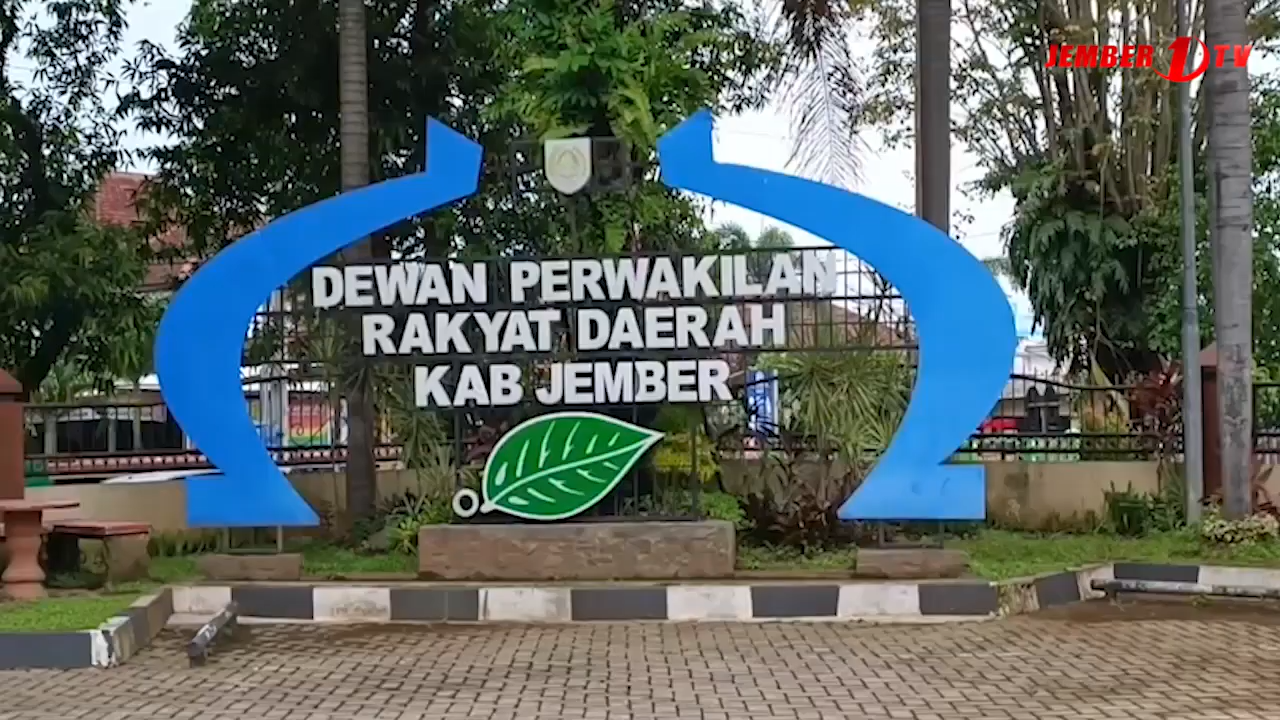 JEMBER 1 TV
DEWAN PERWAKILAN
RAKYAT DAERAH
KAB JEMBER